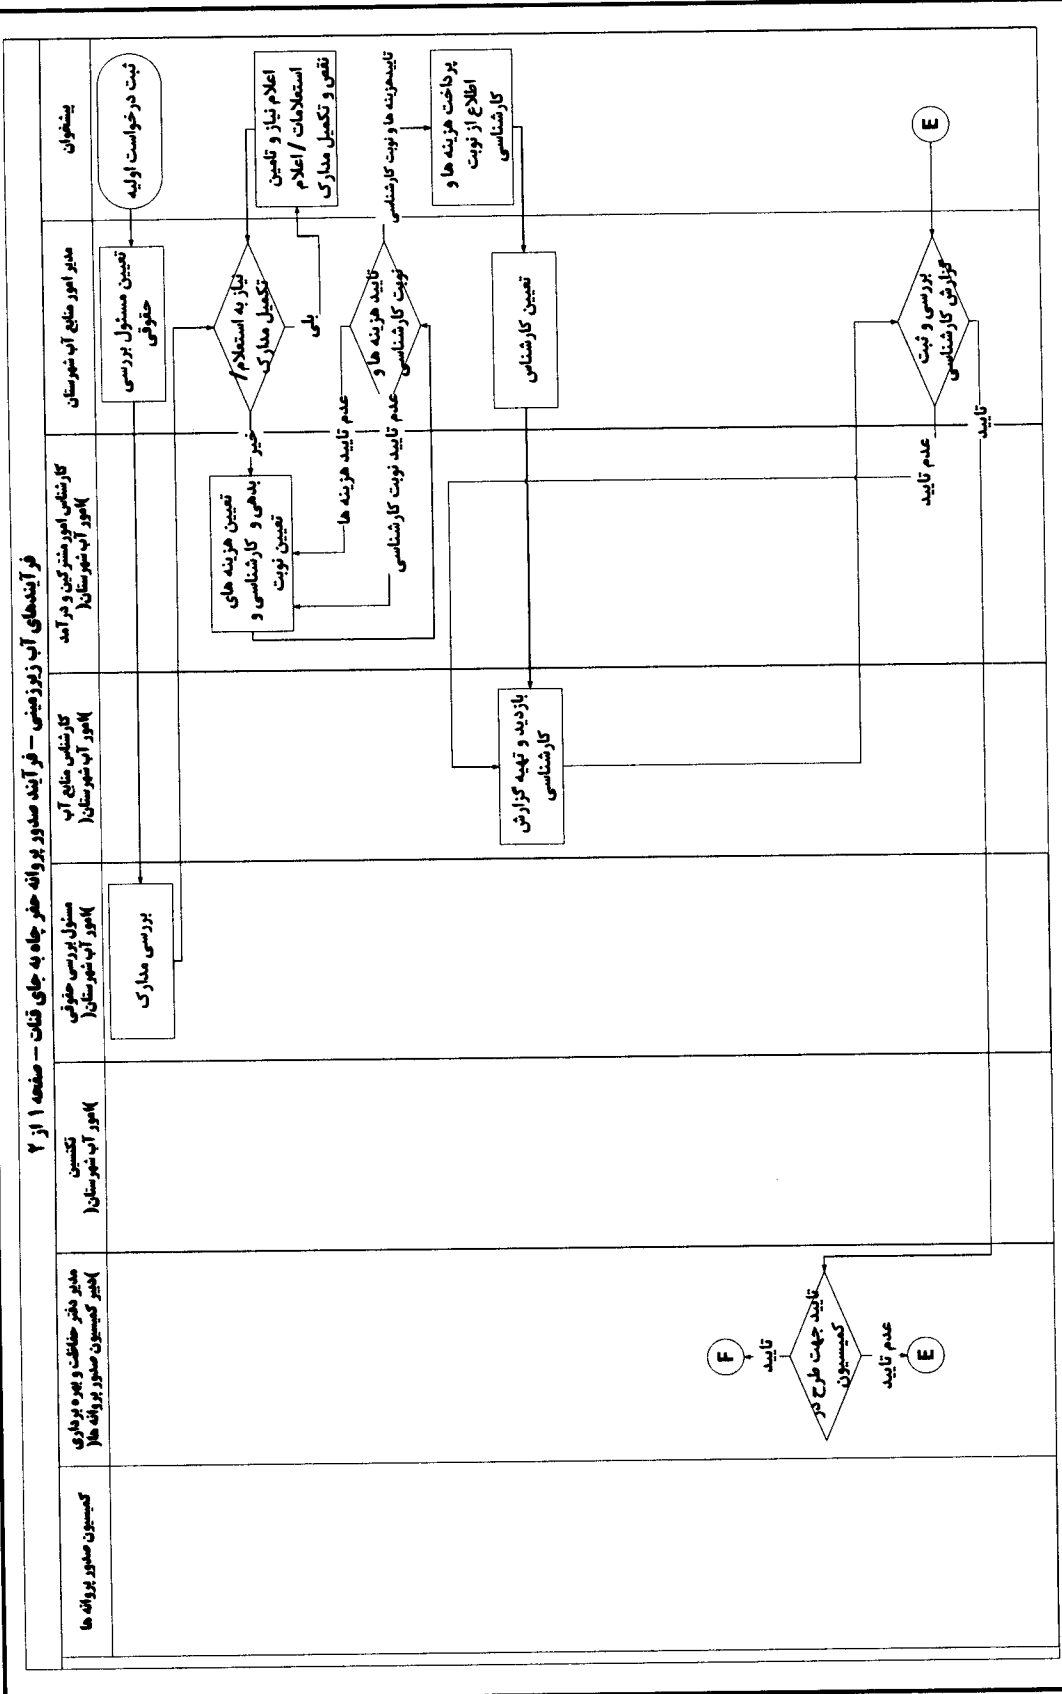 فرآیندهای آب زیرزمینی – فرآیند صدور پروانه حفر چاه به جای قنات – صفحه ۱ از ۲
پیشخوان
مدیر امور منابع آب شهرستان
کارشناس امور مشترکین و درآمد
)امور آب شهرستان(
کارشناس منابع آب
)امور آب شهرستان(
مسئول بررسی حقوقی
)امور آب شهرستان(
تکنسین
)امور آب شهرستان(
مدیر دفتر حفاظت و بهره برداری
)دبیر کمیسیون صدور پروانه ها(
کمیسیون صدور پروانه ها
ثبت درخواست اولیه
تعیین مسئول بررسی
حقوقی
بررسی مدارک
نیاز به استعلام/
تکمیل مدارک
بلی
خیر
اعلام نیاز و تامین
استعلامات / اعلام
نقص و تکمیل مدارک
تعیین هزینه های
بدهی و کارشناسی و
تعیین نوبت
تایید هزینه ها و
نوبت کارشناسی
عدم تایید هزینه ها
عدم تایید نوبت کارشناسی
تایید هزینه ها و نوبت کارشناسی
پرداخت هزینه ها و
اطلاع از نوبت
کارشناسی
تعیین کارشناس
بازدید و تهیه گزارش
کارشناسی
E
بررسی و ثبت
گزارش کارشناسی
عدم تایید
تایید
تایید جهت طرح در
کمیسیون
تایید
F
عدم تایید
E